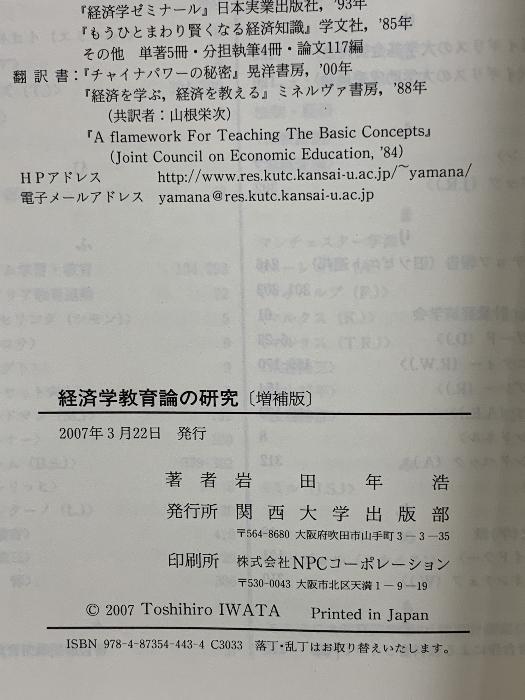 『経済学ゼミナール』日本実業出版社, '93年
『もうひとまわり賢くなる経済知識』学文社, '85年
その他 単著5冊・分担執筆4冊・論文117編
翻訳書：『チャイナパワーの秘密』晃洋書房, '00年
『経済を学ぶ, 経済を教える』ミネルヴァ書房, '88年
(共訳者：山根栄次)
『A flamework For Teaching The Basic Concepts』
(Joint Council on Economic Education, '84)
HPアドレス http://www.res.kutc.kansai-u.ac.jp/~yamana/
電子メールアドレス yamana@res.kutc.kansai-u.ac.jp
経済学教育論の研究〔増補版〕
2007年3月22日 発行
著者 岩田年浩
発行所 関西大学出版部
〒564-8680 大阪府吹田市山手町3-3-35
印刷所 株式会社NPCコーポレーション
〒530-0043 大阪市北区天満1-9-19
© 2007 Toshihiro IWATA Printed in Japan
ISBN 978-4-87354-443-4 C3033 落丁・乱丁はお取り替えいたします。